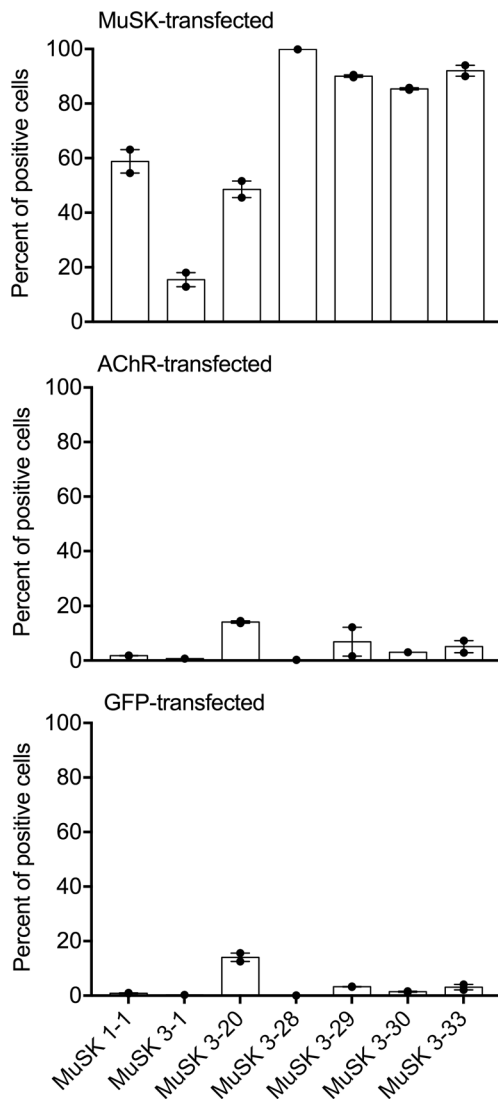 MuSK-transfected
Percent of positive cells
100
80
60
40
20
0
AChR-transfected
Percent of positive cells
100
80
60
40
20
0
GFP-transfected
Percent of positive cells
100
80
60
40
20
0
MuSK 1-1
MuSK 3-1
MuSK 3-20
MuSK 3-28
MuSK 3-29
MuSK 3-30
MuSK 3-33